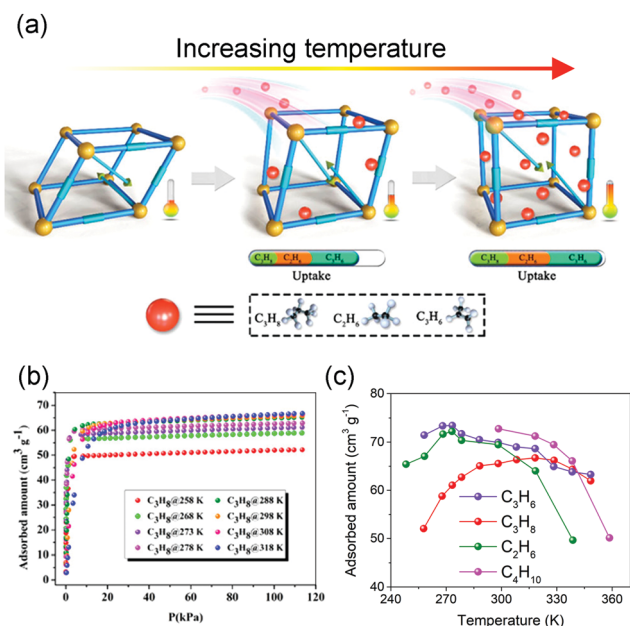 (a)
Increasing temperature
C₃H₈ C₂H₆ C₃H₆
Uptake
C₃H₈ C₂H₆ C₃H₆
Uptake
C₃H₈ C₂H₆ C₃H₆
(b)
Adsorbed amount (cm³ g⁻¹)
70
60
50
40
30
20
10
0
C₃H₈@258 K C₃H₈@288 K
C₃H₈@268 K C₃H₈@298 K
C₃H₈@273 K C₃H₈@308 K
C₃H₈@278 K C₃H₈@318 K
0 20 40 60 80 100 120
P(kPa)
(c)
Adsorbed amount (cm³ g⁻¹)
80
70
60
50
40
C₃H₆
C₃H₈
C₂H₆
C₄H₁₀
240 270 300 330 360
Temperature (K)